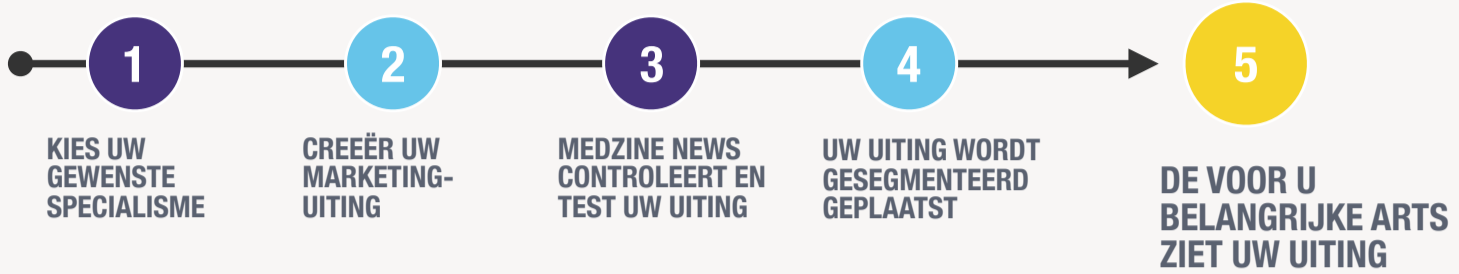 1
2
3
4
5
KIES UW
GEWENSTE
SPECIALISME
CREEËR UW
MARKETING-
UITING
MEDZINE NEWS
CONTROLEERT EN
TEST UW UITING
UW UITING WORDT
GESEGMENTEERD
GEPLAATST
DE VOOR U
BELANGRIJKE ARTS
ZIET UW UITING